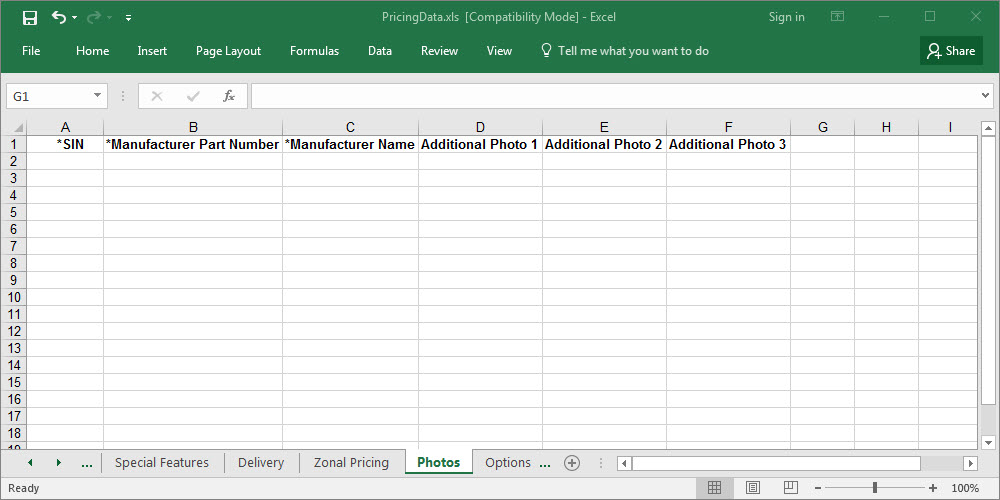 PricingData.xls [Compatibility Mode] - Excel
Sign in
File Home Insert Page Layout Formulas Data Review View Tell me what you want to do Share
G1 fx
A B C D E F G H I
1 *SIN *Manufacturer Part Number *Manufacturer Name Additional Photo 1 Additional Photo 2 Additional Photo 3
2
3
4
5
6
7
8
9
10
11
12
13
14
15
16
17
18
19
... Special Features Delivery Zonal Pricing Photos Options ...
Ready 100%